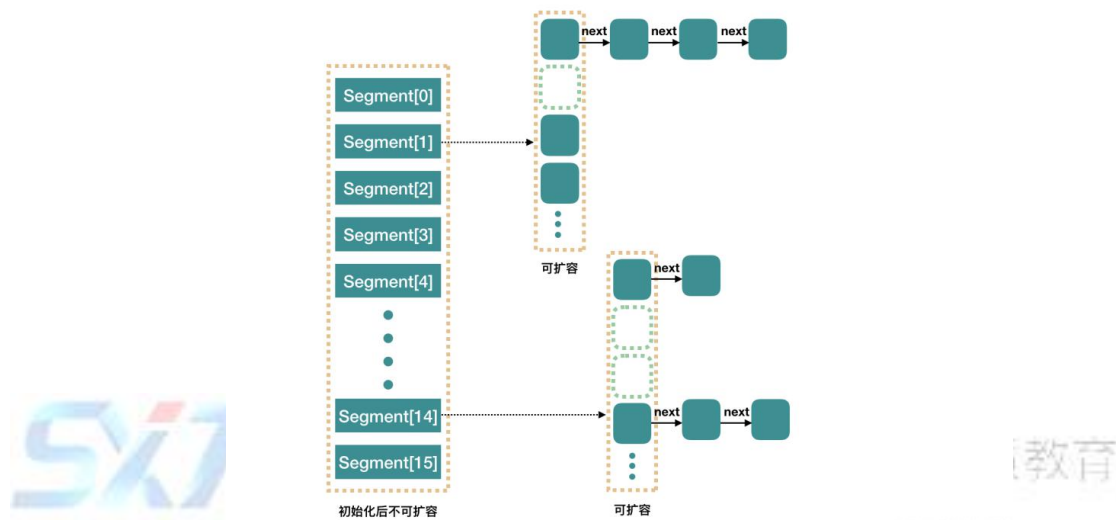 next next next
Segment[0]
Segment[1]
Segment[2]
Segment[3]
可扩容
Segment[4]
next
Segment[14]
next next
Segment[15]
初始化后不可扩容
可扩容
教育